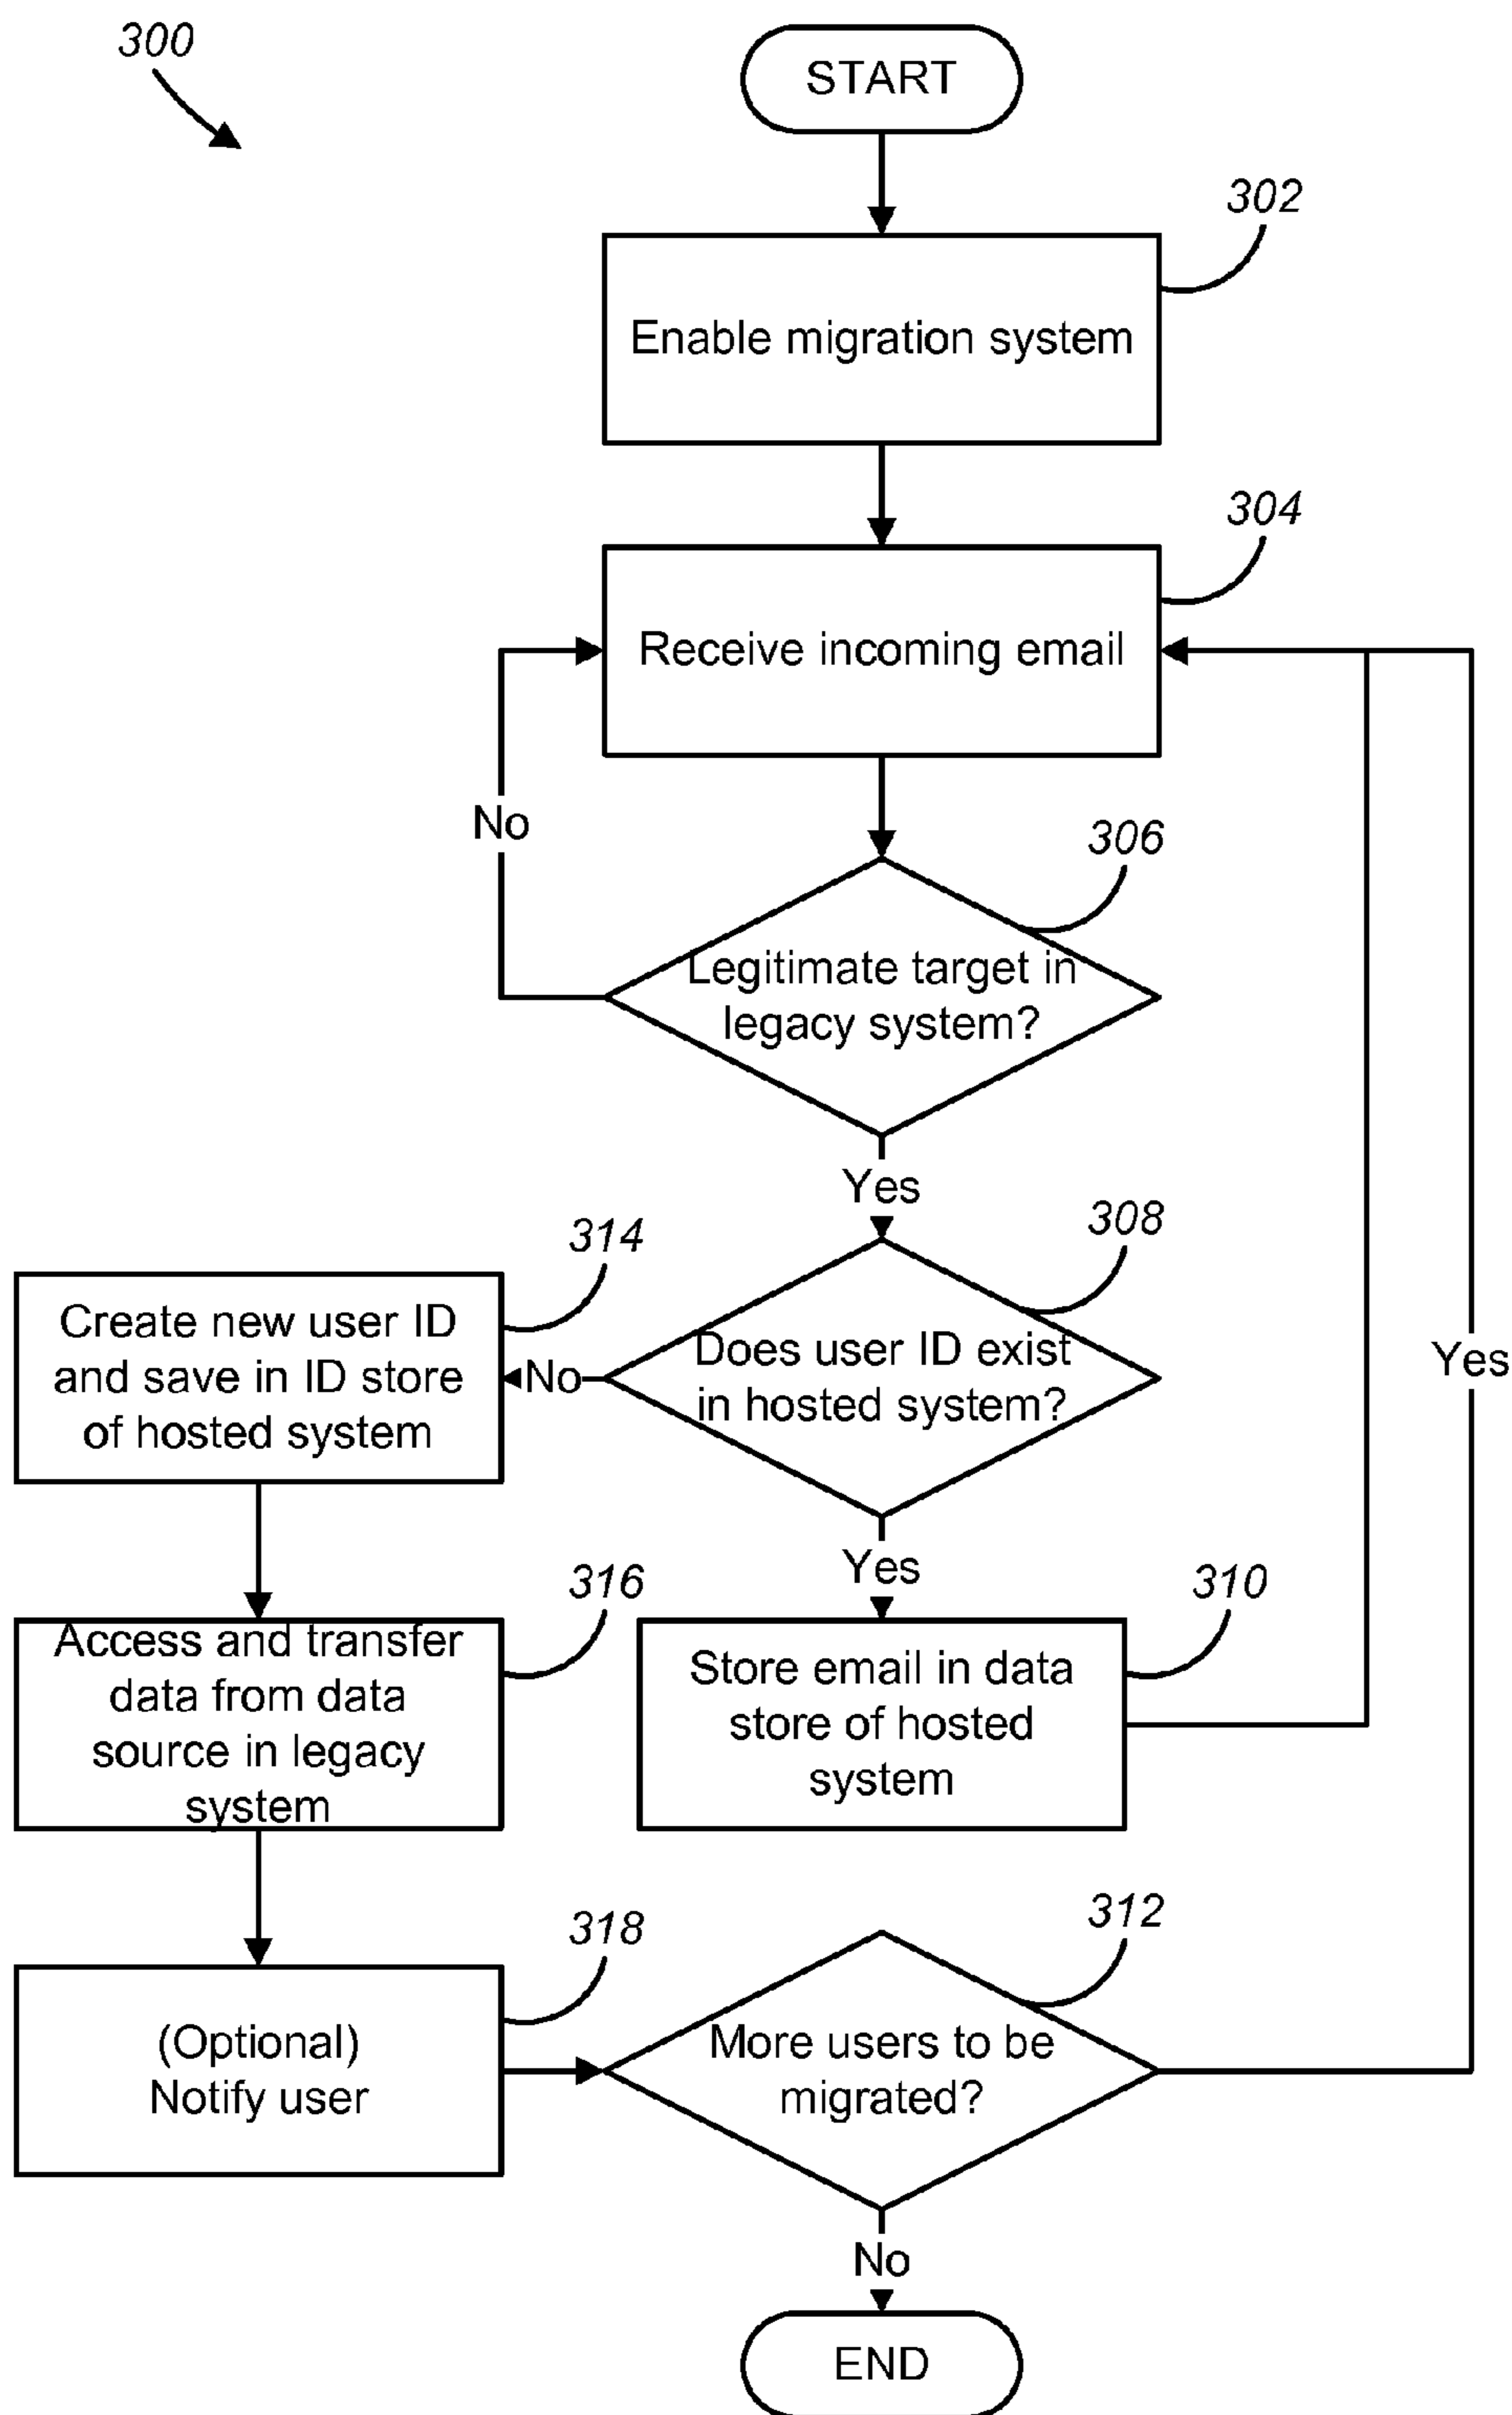 300
START
302
Enable migration system
304
Receive incoming email
No
306
Legitimate target in
legacy system?
Yes
308
314
Does user ID exist
in hosted system?
No
Create new user ID
and save in ID store
of hosted system
Yes
Yes
316
310
Access and transfer
data from data
source in legacy
system
Store email in data
store of hosted
system
318
312
(Optional)
Notify user
More users to be
migrated?
No
END